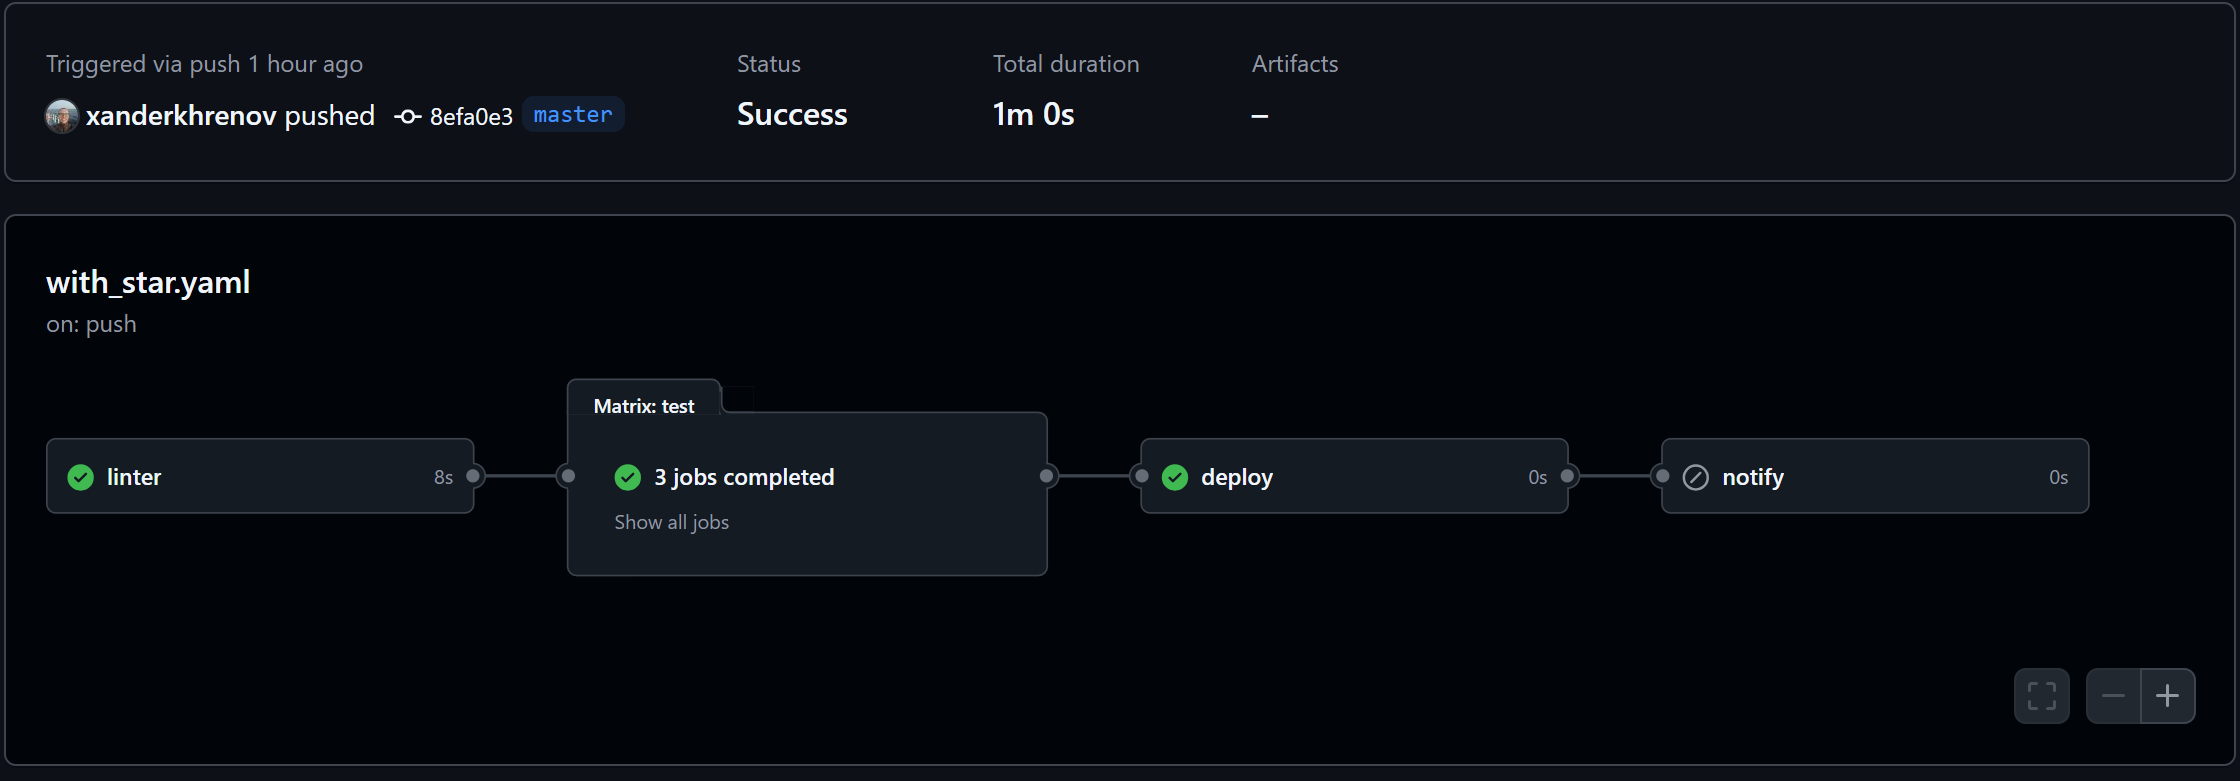 Triggered via push 1 hour ago
xanderkhrenov pushed 8efa0e3 master
Status
Success
Total duration
1m 0s
Artifacts
–
with_star.yaml
on: push
linter 8s
Matrix: test
3 jobs completed
Show all jobs
deploy 0s
notify 0s